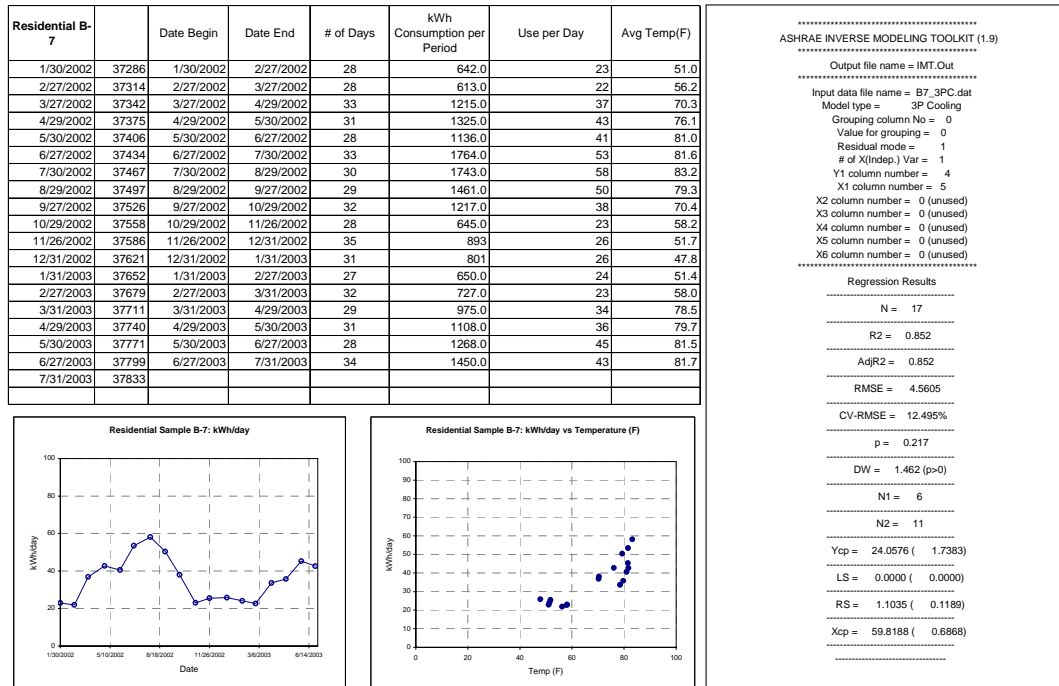 Residential B-7 Date Begin Date End # of Days kWh Consumption per Period Use per Day Avg Temp(F)
1/30/2002 37286 1/30/2002 2/27/2002 28 642.0 23 51.0
2/27/2002 37314 2/27/2002 3/27/2002 28 613.0 22 56.2
3/27/2002 37342 3/27/2002 4/29/2002 33 1215.0 37 70.3
4/29/2002 37375 4/29/2002 5/30/2002 31 1325.0 43 76.1
5/30/2002 37406 5/30/2002 6/27/2002 28 1136.0 41 81.0
6/27/2002 37434 6/27/2002 7/30/2002 33 1764.0 53 81.6
7/30/2002 37467 7/30/2002 8/29/2002 30 1743.0 58 83.2
8/29/2002 37497 8/29/2002 9/27/2002 29 1461.0 50 79.3
9/27/2002 37526 9/27/2002 10/29/2002 32 1217.0 38 70.4
10/29/2002 37558 10/29/2002 11/26/2002 28 645.0 23 58.2
11/26/2002 37586 11/26/2002 12/31/2002 35 893 26 51.7
12/31/2002 37621 12/31/2002 1/31/2003 31 801 26 47.8
1/31/2003 37652 1/31/2003 2/27/2003 27 650.0 24 51.4
2/27/2003 37679 2/27/2003 3/31/2003 32 727.0 23 58.0
3/31/2003 37711 3/31/2003 4/29/2003 29 975.0 34 78.5
4/29/2003 37740 4/29/2003 5/30/2003 31 1108.0 36 79.7
5/30/2003 37771 5/30/2003 6/27/2003 28 1268.0 45 81.5
6/27/2003 37799 6/27/2003 7/31/2003 34 1450.0 43 81.7
7/31/2003 37833
Residential Sample B-7: kWh/day
100
80
60
40
20
0
kWh/day
1/30/2002 5/10/2002 8/18/2002 11/26/2002 3/6/2003 6/14/2003
Date
Residential Sample B-7: kWh/day vs Temperature (F)
100
90
80
70
60
50
40
30
20
10
0
kWh/day
0 20 40 60 80 100
Temp (F)
********************************************
ASHRAE INVERSE MODELING TOOLKIT (1.9)
********************************************
Output file name = IMT.Out
********************************************
Input data file name = B7_3PC.dat
Model type = 3P Cooling
Grouping column No = 0
Value for grouping = 0
Residual mode = 1
# of X(Indep.) Var = 1
Y1 column number = 4
X1 column number = 5
X2 column number = 0 (unused)
X3 column number = 0 (unused)
X4 column number = 0 (unused)
X5 column number = 0 (unused)
X6 column number = 0 (unused)
********************************************
Regression Results
--------------------------------------
N = 17
--------------------------------------
R2 = 0.852
--------------------------------------
AdjR2 = 0.852
--------------------------------------
RMSE = 4.5605
--------------------------------------
CV-RMSE = 12.495%
--------------------------------------
p = 0.217
--------------------------------------
DW = 1.462 (p>0)
--------------------------------------
N1 = 6
--------------------------------------
N2 = 11
--------------------------------------
Ycp = 24.0576 ( 1.7383)
--------------------------------------
LS = 0.0000 ( 0.0000)
--------------------------------------
RS = 1.1035 ( 0.1189)
--------------------------------------
Xcp = 59.8188 ( 0.6868)
--------------------------------------
---------------------------------